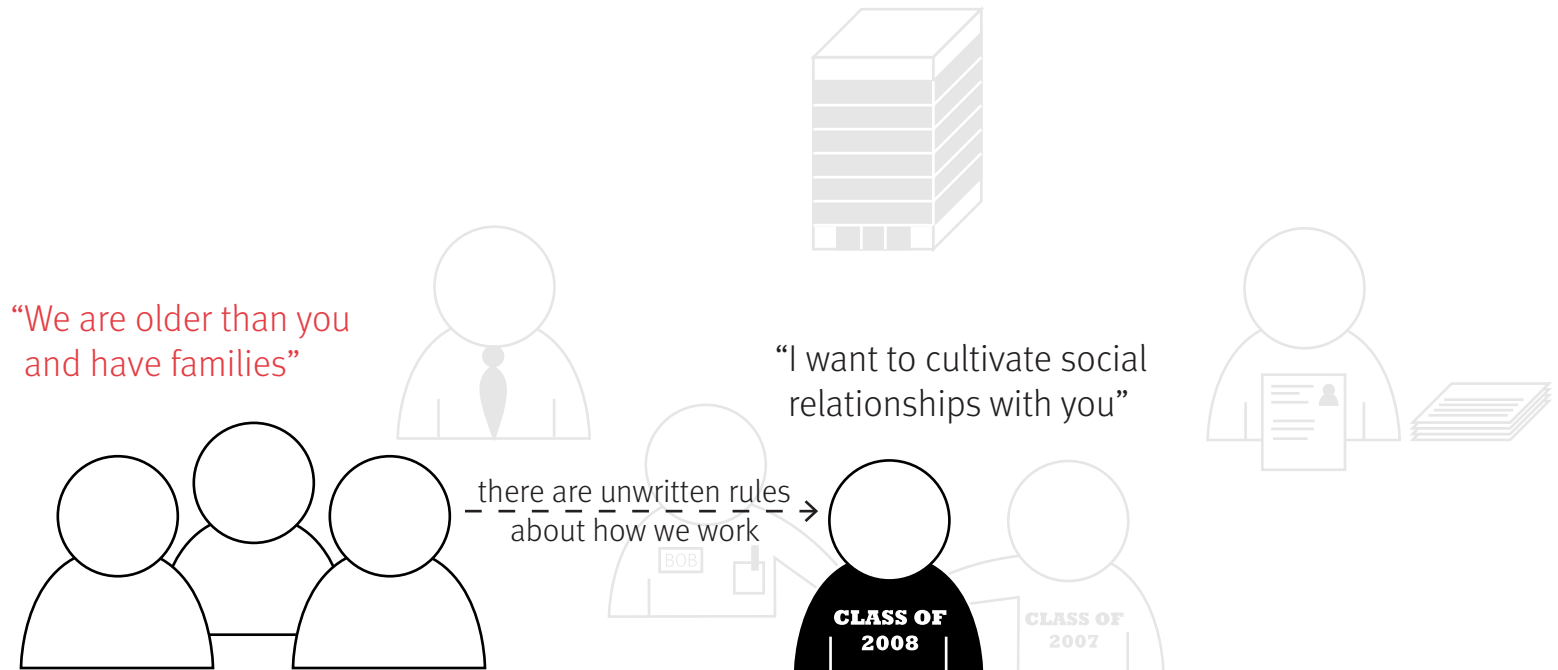 “We are older than you
and have families”
“I want to cultivate social
relationships with you”
there are unwritten rules
about how we work
BOB
CLASS OF
2008
CLASS OF
2007